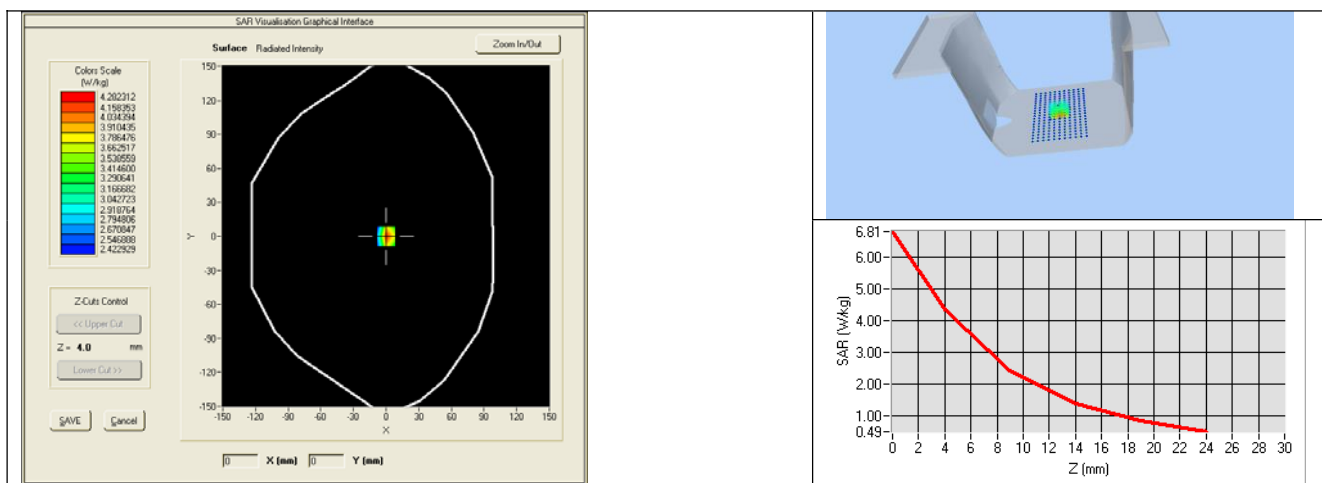 SAR Visualisation Graphical Interface
Surface Radiated Intensity
Zoom In/Out
Colors Scale
(W/kg)
4.282312
4.158353
4.034394
3.910435
3.786476
3.662517
3.538559
3.414600
3.290641
3.166682
3.042723
2.918764
2.794806
2.670847
2.546888
2.422929
Z-Cuts Control
<< Upper Cut
Z = 4.0 mm
Lower Cut >>
SAVE Cancel
150
120
90
60
30
0
-30
-60
-90
-120
-150
Y
-150 -120 -90 -60 -30 0 30 60 90 120 150
X
0 X (mm) 0 Y (mm)
6.81
6.00
5.00
4.00
3.00
2.00
1.00
0.49
SAR (W/kg)
0 2 4 6 8 10 12 14 16 18 20 22 24 26 28 30
Z (mm)